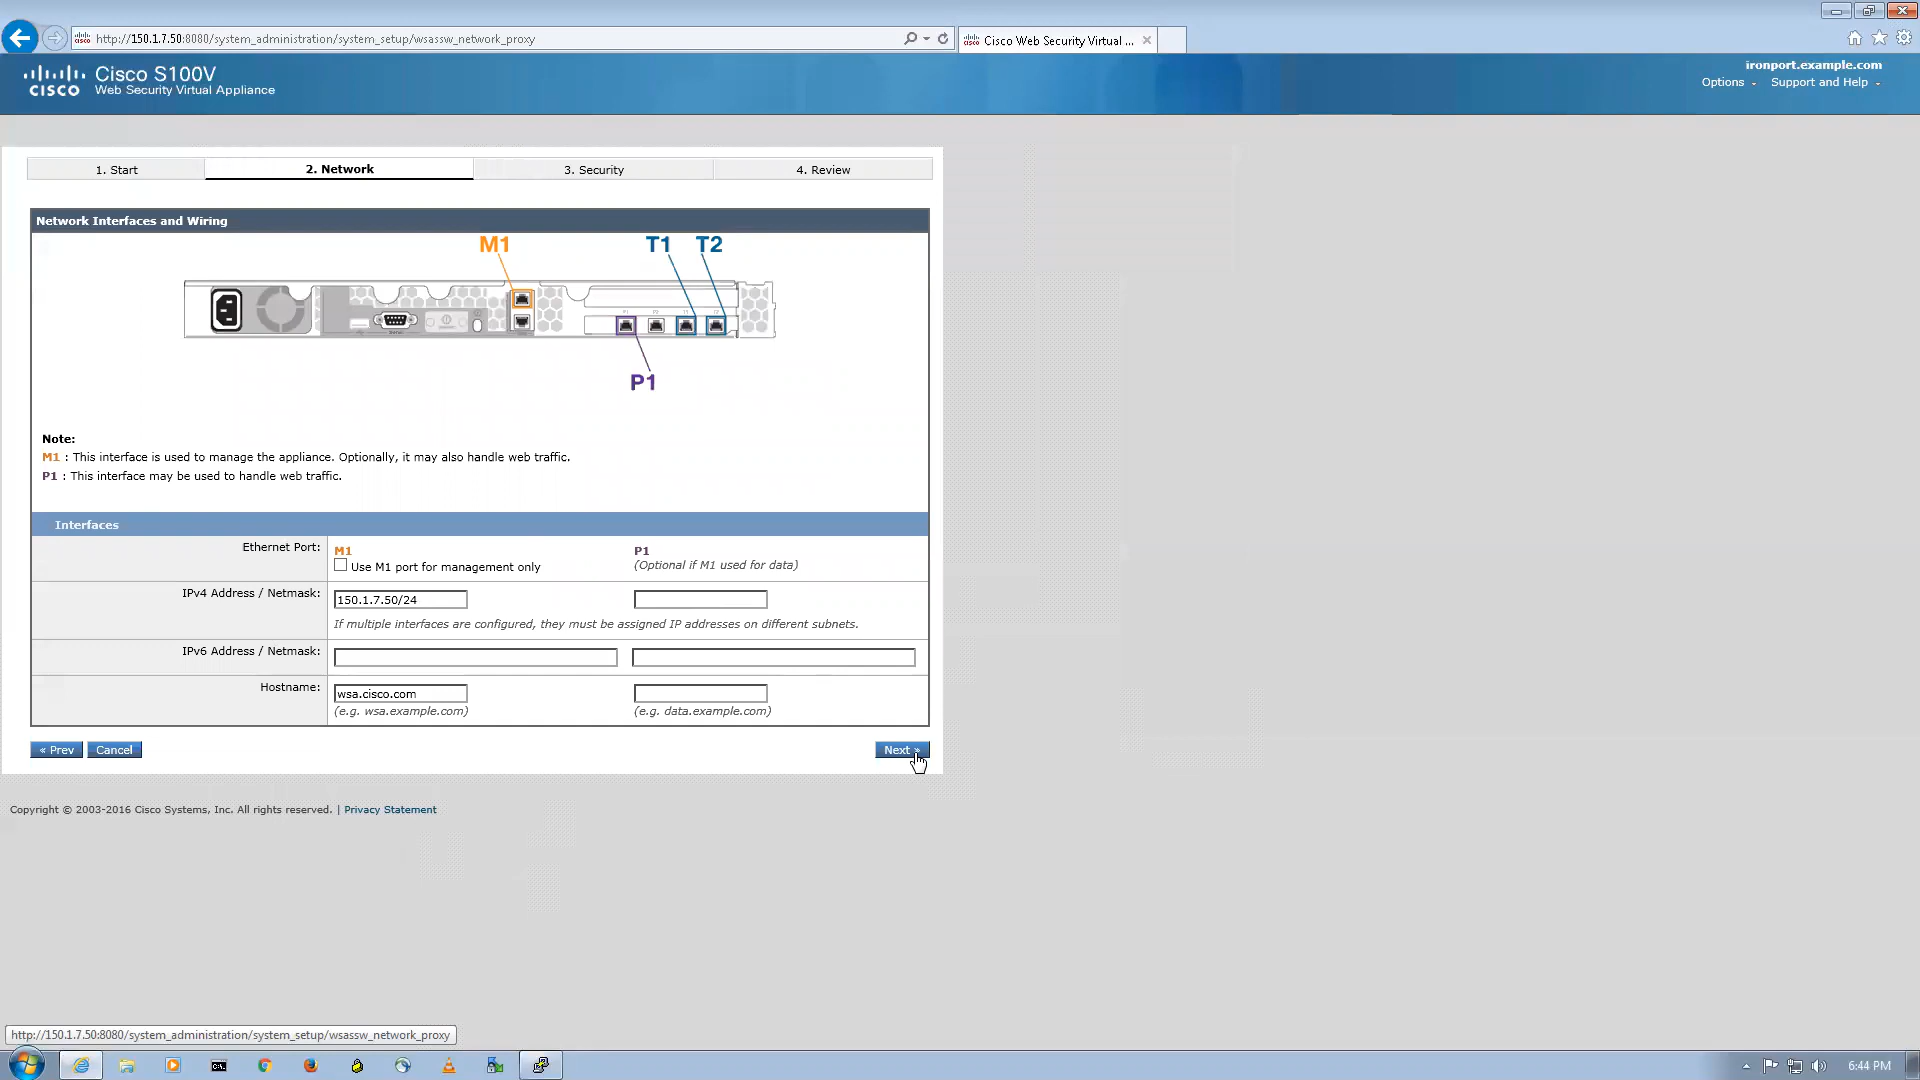 http://150.1.7.50:8080/system_administration/system_setup/wsassw_network_proxy
Cisco Web Security Virtual ...
CISCO
Cisco S100V
Web Security Virtual Appliance
ironport.example.com
Options
Support and Help
1. Start
2. Network
3. Security
4. Review
Network Interfaces and Wiring
M1
T1
T2
P1
Note:
M1 : This interface is used to manage the appliance. Optionally, it may also handle web traffic.
P1 : This interface may be used to handle web traffic.
Interfaces
Ethernet Port:
M1
Use M1 port for management only
P1
(Optional if M1 used for data)
IPv4 Address / Netmask:
150.1.7.50/24
If multiple interfaces are configured, they must be assigned IP addresses on different subnets.
IPv6 Address / Netmask:
Hostname:
wsa.cisco.com
(e.g. wsa.example.com)
(e.g. data.example.com)
« Prev
Cancel
Next »
Copyright © 2003-2016 Cisco Systems, Inc. All rights reserved. | Privacy Statement
http://150.1.7.50:8080/system_administration/system_setup/wsassw_network_proxy
6:44 PM